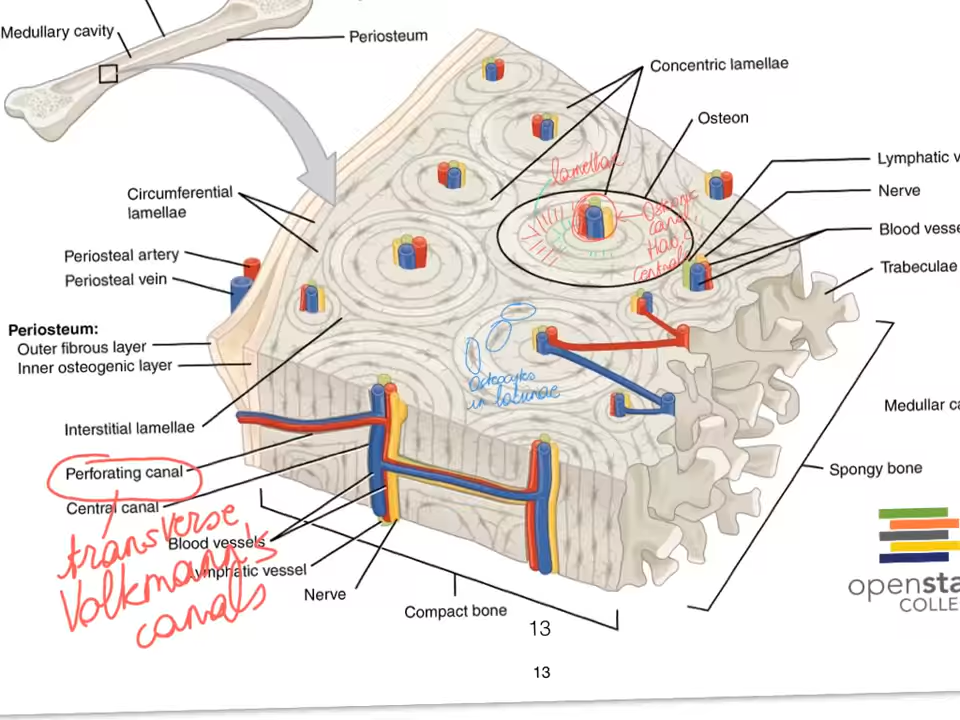 Medullary cavity
Periosteum
Concentric lamellae
Osteon
lamellae
Lymphatic v
Nerve
Blood vesse
Trabeculae
Circumferential
lamellae
Periosteal artery
Periosteal vein
Periosteum:
Outer fibrous layer
Inner osteogenic layer
canal
Central
Osteocytes
in lacunae
Medullar ca
Interstitial lamellae
Perforating canal
Central canal
Blood vessels
Lymphatic vessel
Nerve
transverse
Volkmann's
canals
Spongy bone
Compact bone
opensta
COLLE
13
13